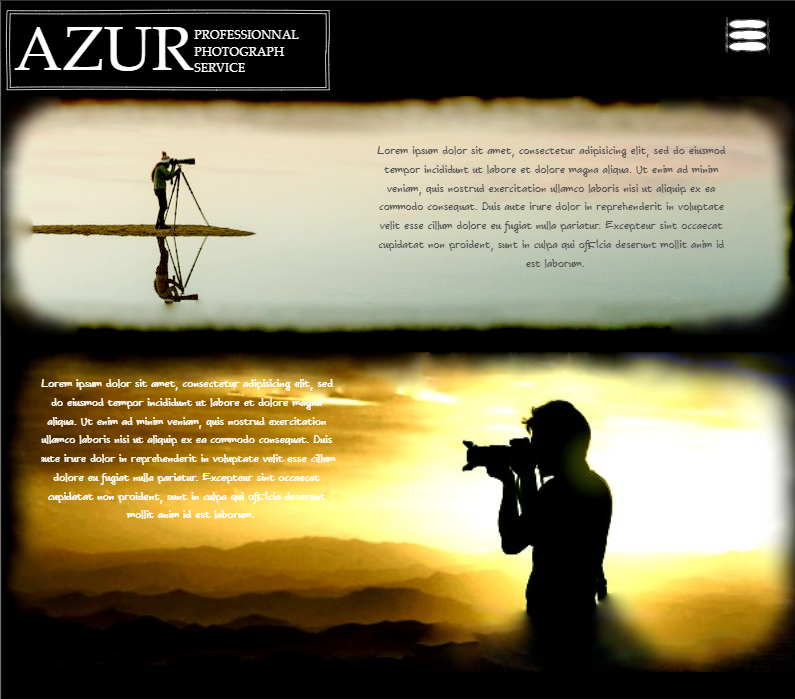 AZUR
PROFESSIONNAL
PHOTOGRAPH
SERVICE
Lorem ipsum dolor sit amet, consectetur adipisicing elit, sed do eiusmod
tempor incididunt ut labore et dolore magna aliqua. Ut enim ad minim
veniam, quis nostrud exercitation ullamco laboris nisi ut aliquip ex ea
commodo consequat. Duis aute irure dolor in reprehenderit in voluptate
velit esse cillum dolore eu fugiat nulla pariatur. Excepteur sint occaecat
cupidatat non proident, sunt in culpa qui officia deserunt mollit anim id
est laborum.
Lorem ipsum dolor sit amet, consectetur adipisicing elit, sed
do eiusmod tempor incididunt ut labore et dolore magna
aliqua. Ut enim ad minim veniam, quis nostrud exercitation
ullamco laboris nisi ut aliquip ex ea commodo consequat. Duis
aute irure dolor in reprehenderit in voluptate velit esse cillum
dolore eu fugiat nulla pariatur. Excepteur sint occaecat
cupidatat non proident, sunt in culpa qui officia deserunt
mollit anim id est laborum.